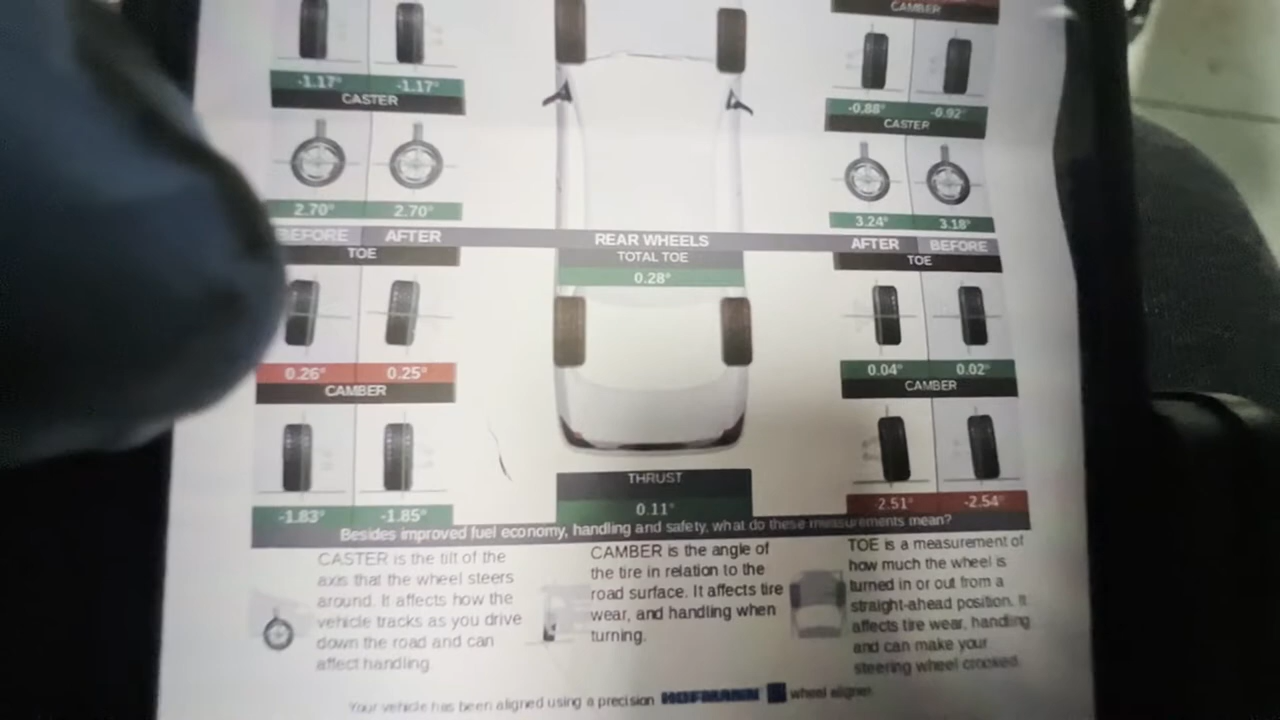 CAMBER
-1.17° -1.17°
CASTER
-0.88° -0.92°
CASTER
2.70° 2.70°
3.24° 3.18°
BEFORE AFTER REAR WHEELS AFTER BEFORE
TOE TOTAL TOE TOE
0.28°
0.26° 0.25° 0.04° 0.02°
CAMBER CAMBER
THRUST
0.11°
-1.83° -1.85° -2.51° -2.54°
Besides improved fuel economy, handling and safety, what do these measurements mean?
CASTER is the tilt of the
axis that the wheel steers
around. It affects how the
vehicle tracks as you drive
down the road and can
affect handling
CAMBER is the angle of
the tire in relation to the
road surface. It affects tire
wear, and handling when
turning.
TOE is a measurement of
how much the wheel is
turned in or out from a
straight-ahead position. It
affects tire wear, handling
and can make your
steering wheel crooked
Your vehicle has been aligned using a precision HOFMANN wheel aligner